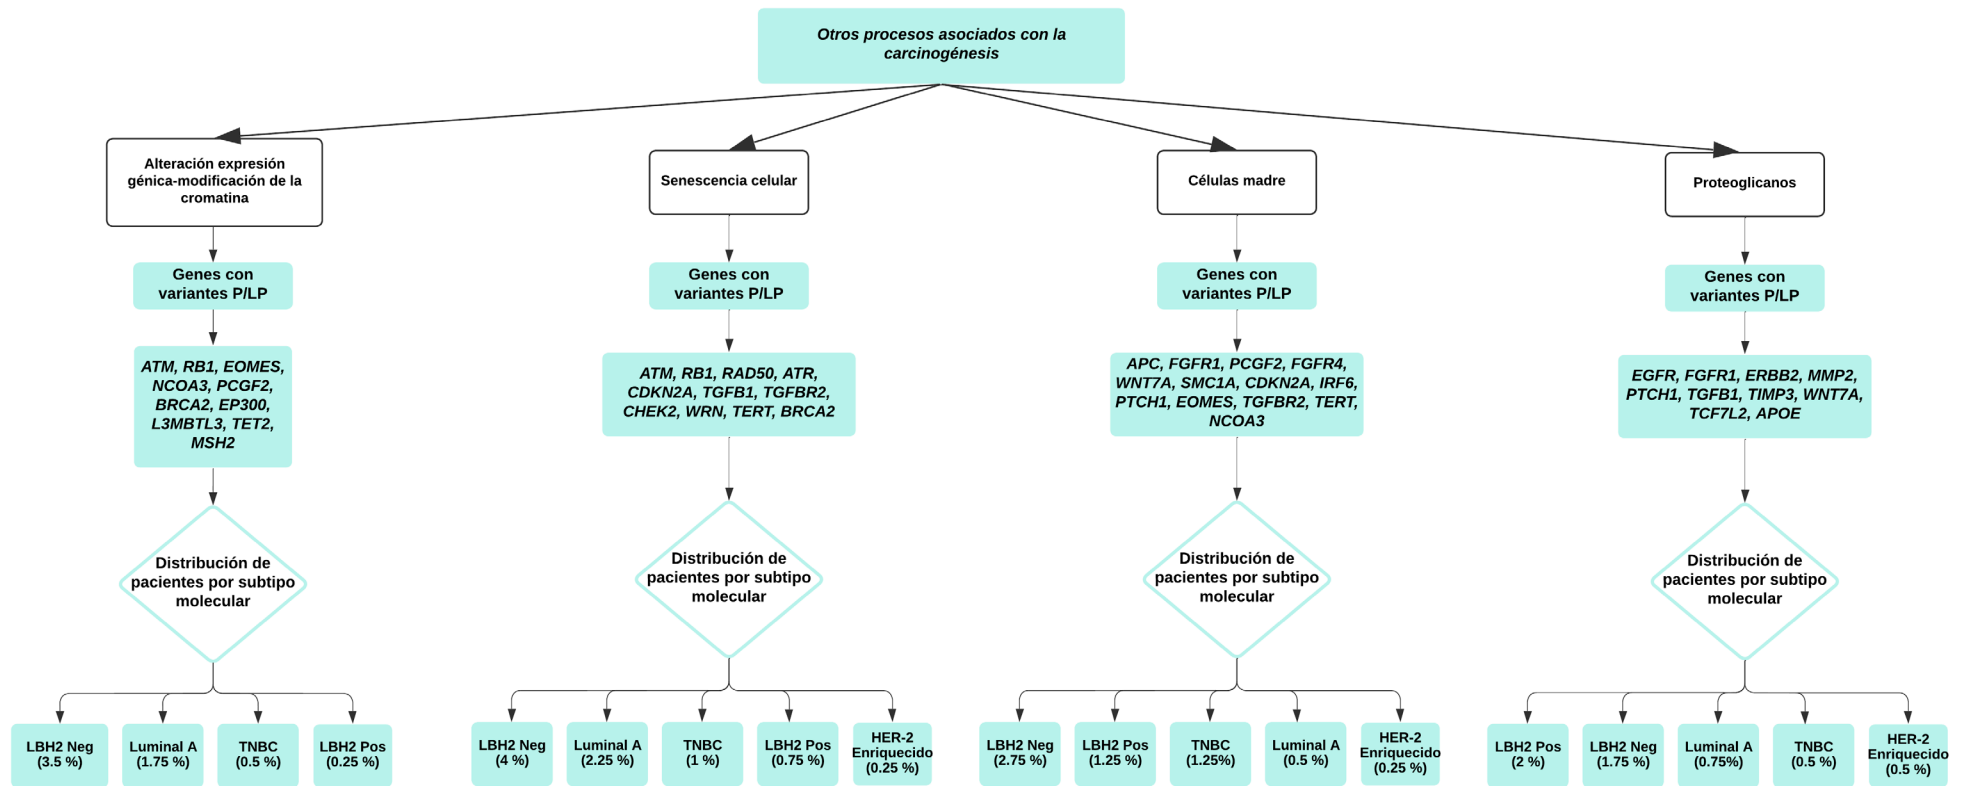 Otros procesos asociados con la
carcinogénesis
Alteración expresión
génica-modificación de la
cromatina
Senescencia celular
Células madre
Proteoglicanos
Genes con
variantes P/LP
Genes con
variantes P/LP
Genes con
variantes P/LP
Genes con
variantes P/LP
ATM, RB1, EOMES,
NCOA3, PCGF2,
BRCA2, EP300,
L3MBTL3, TET2,
MSH2
ATM, RB1, RAD50, ATR,
CDKN2A, TGFB1, TGFBR2,
CHEK2, WRN, TERT, BRCA2
APC, FGFR1, PCGF2, FGFR4,
WNT7A, SMC1A, CDKN2A, IRF6,
PTCH1, EOMES, TGFBR2, TERT,
NCOA3
EGFR, FGFR1, ERBB2, MMP2,
PTCH1, TGFB1, TIMP3, WNT7A,
TCF7L2, APOE
Distribución de
pacientes por subtipo
molecular
Distribución de
pacientes por subtipo
molecular
Distribución de
pacientes por subtipo
molecular
Distribución de
pacientes por subtipo
molecular
LBH2 Neg
(3.5 %)
Luminal A
(1.75 %)
TNBC
(0.5 %)
LBH2 Pos
(0.25 %)
LBH2 Neg
(4 %)
Luminal A
(2.25 %)
TNBC
(1 %)
LBH2 Pos
(0.75 %)
HER-2
Enriquecido
(0.25 %)
LBH2 Neg
(2.75 %)
LBH2 Pos
(1.25 %)
TNBC
(1.25%)
Luminal A
(0.5 %)
HER-2
Enriquecido
(0.25 %)
LBH2 Pos
(2 %)
LBH2 Neg
(1.75 %)
Luminal A
(0.75%)
TNBC
(0.5 %)
HER-2
Enriquecido
(0.5 %)